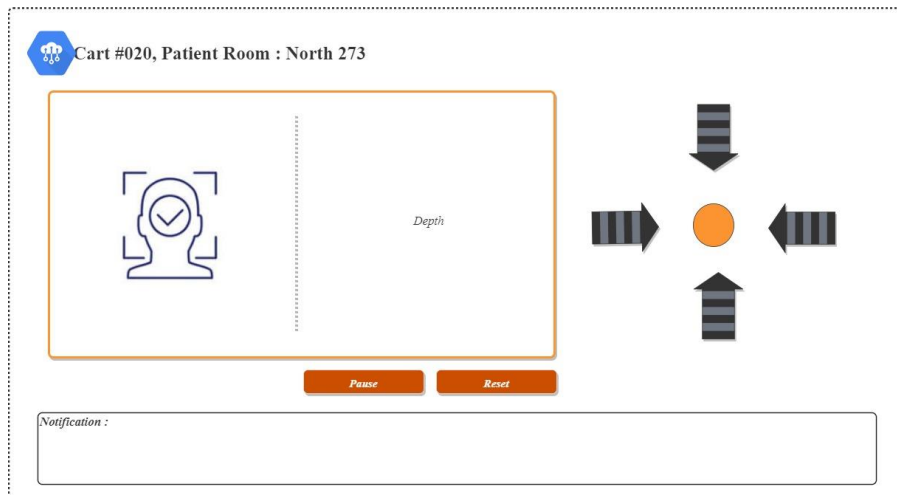 Cart #020, Patient Room : North 273
Depth
Pause
Reset
Notification :